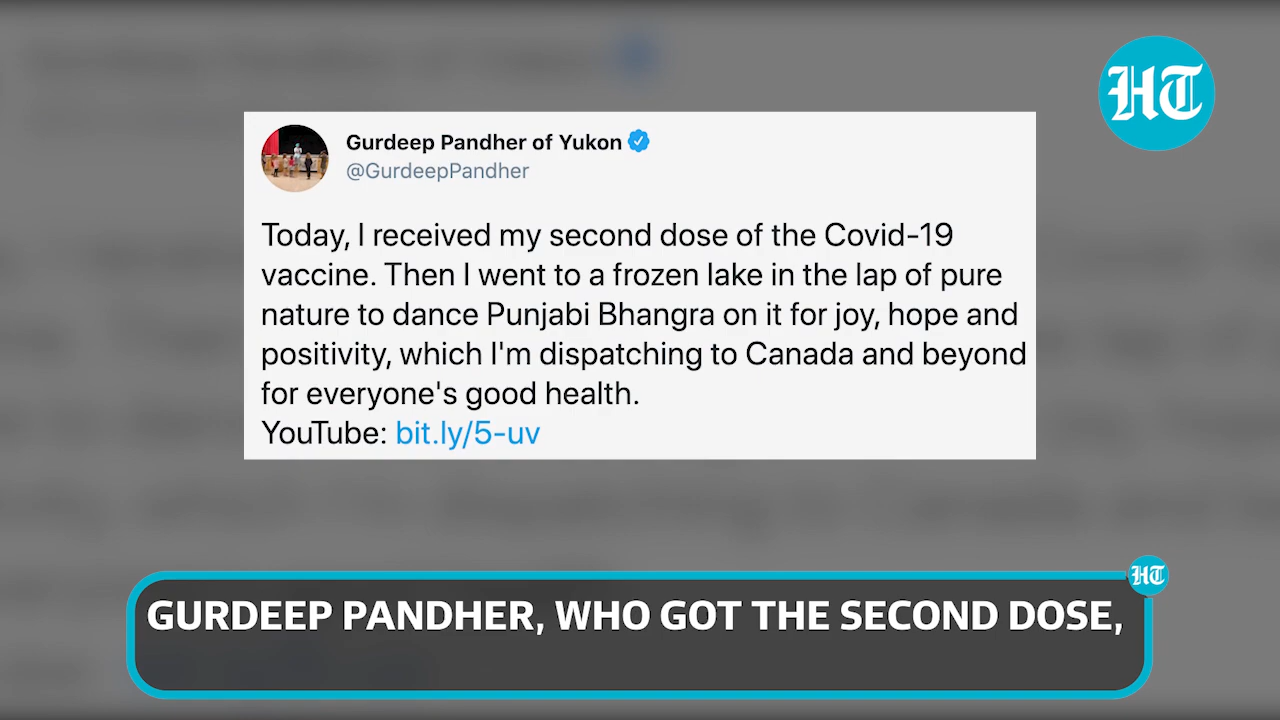 HT
Gurdeep Pandher of Yukon
@GurdeepPandher
Today, I received my second dose of the Covid-19
vaccine. Then I went to a frozen lake in the lap of pure
nature to dance Punjabi Bhangra on it for joy, hope and
positivity, which I'm dispatching to Canada and beyond
for everyone's good health.
YouTube: bit.ly/5-uv
HT
GURDEEP PANDHER, WHO GOT THE SECOND DOSE,